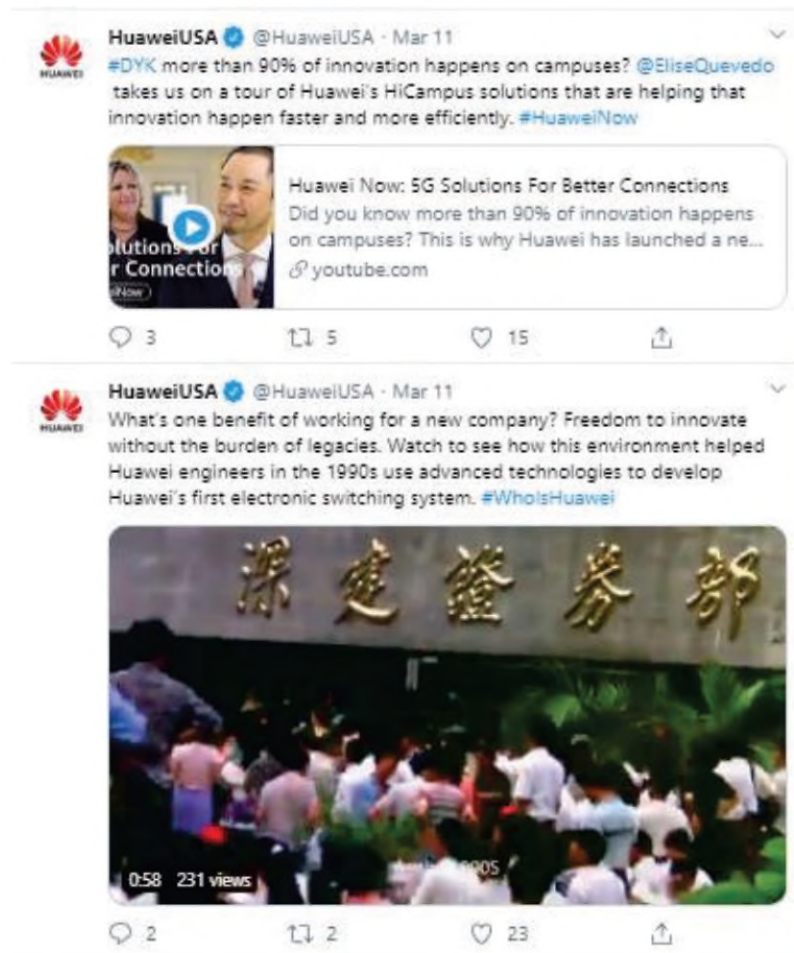 HuaweiUSA @HuaweiUSA · Mar 11
#DYK more than 90% of innovation happens on campuses? @EliseQuevedo
takes us on a tour of Huawei's HiCampus solutions that are helping that
innovation happen faster and more efficiently. #HuaweiNow
HUAWEI
Huawei Now: 5G Solutions For Better Connections
Did you know more than 90% of innovation happens
on campuses? This is why Huawei has launched a ne...
youtube.com
olutions For
r Connections
Now
3 5 15
HuaweiUSA @HuaweiUSA · Mar 11
What's one benefit of working for a new company? Freedom to innovate
without the burden of legacies. Watch to see how this environment helped
Huawei engineers in the 1990s use advanced technologies to develop
Huawei's first electronic switching system. #WhoIsHuawei
HUAWEI
深建證券部
0:58 231 views
2 2 23